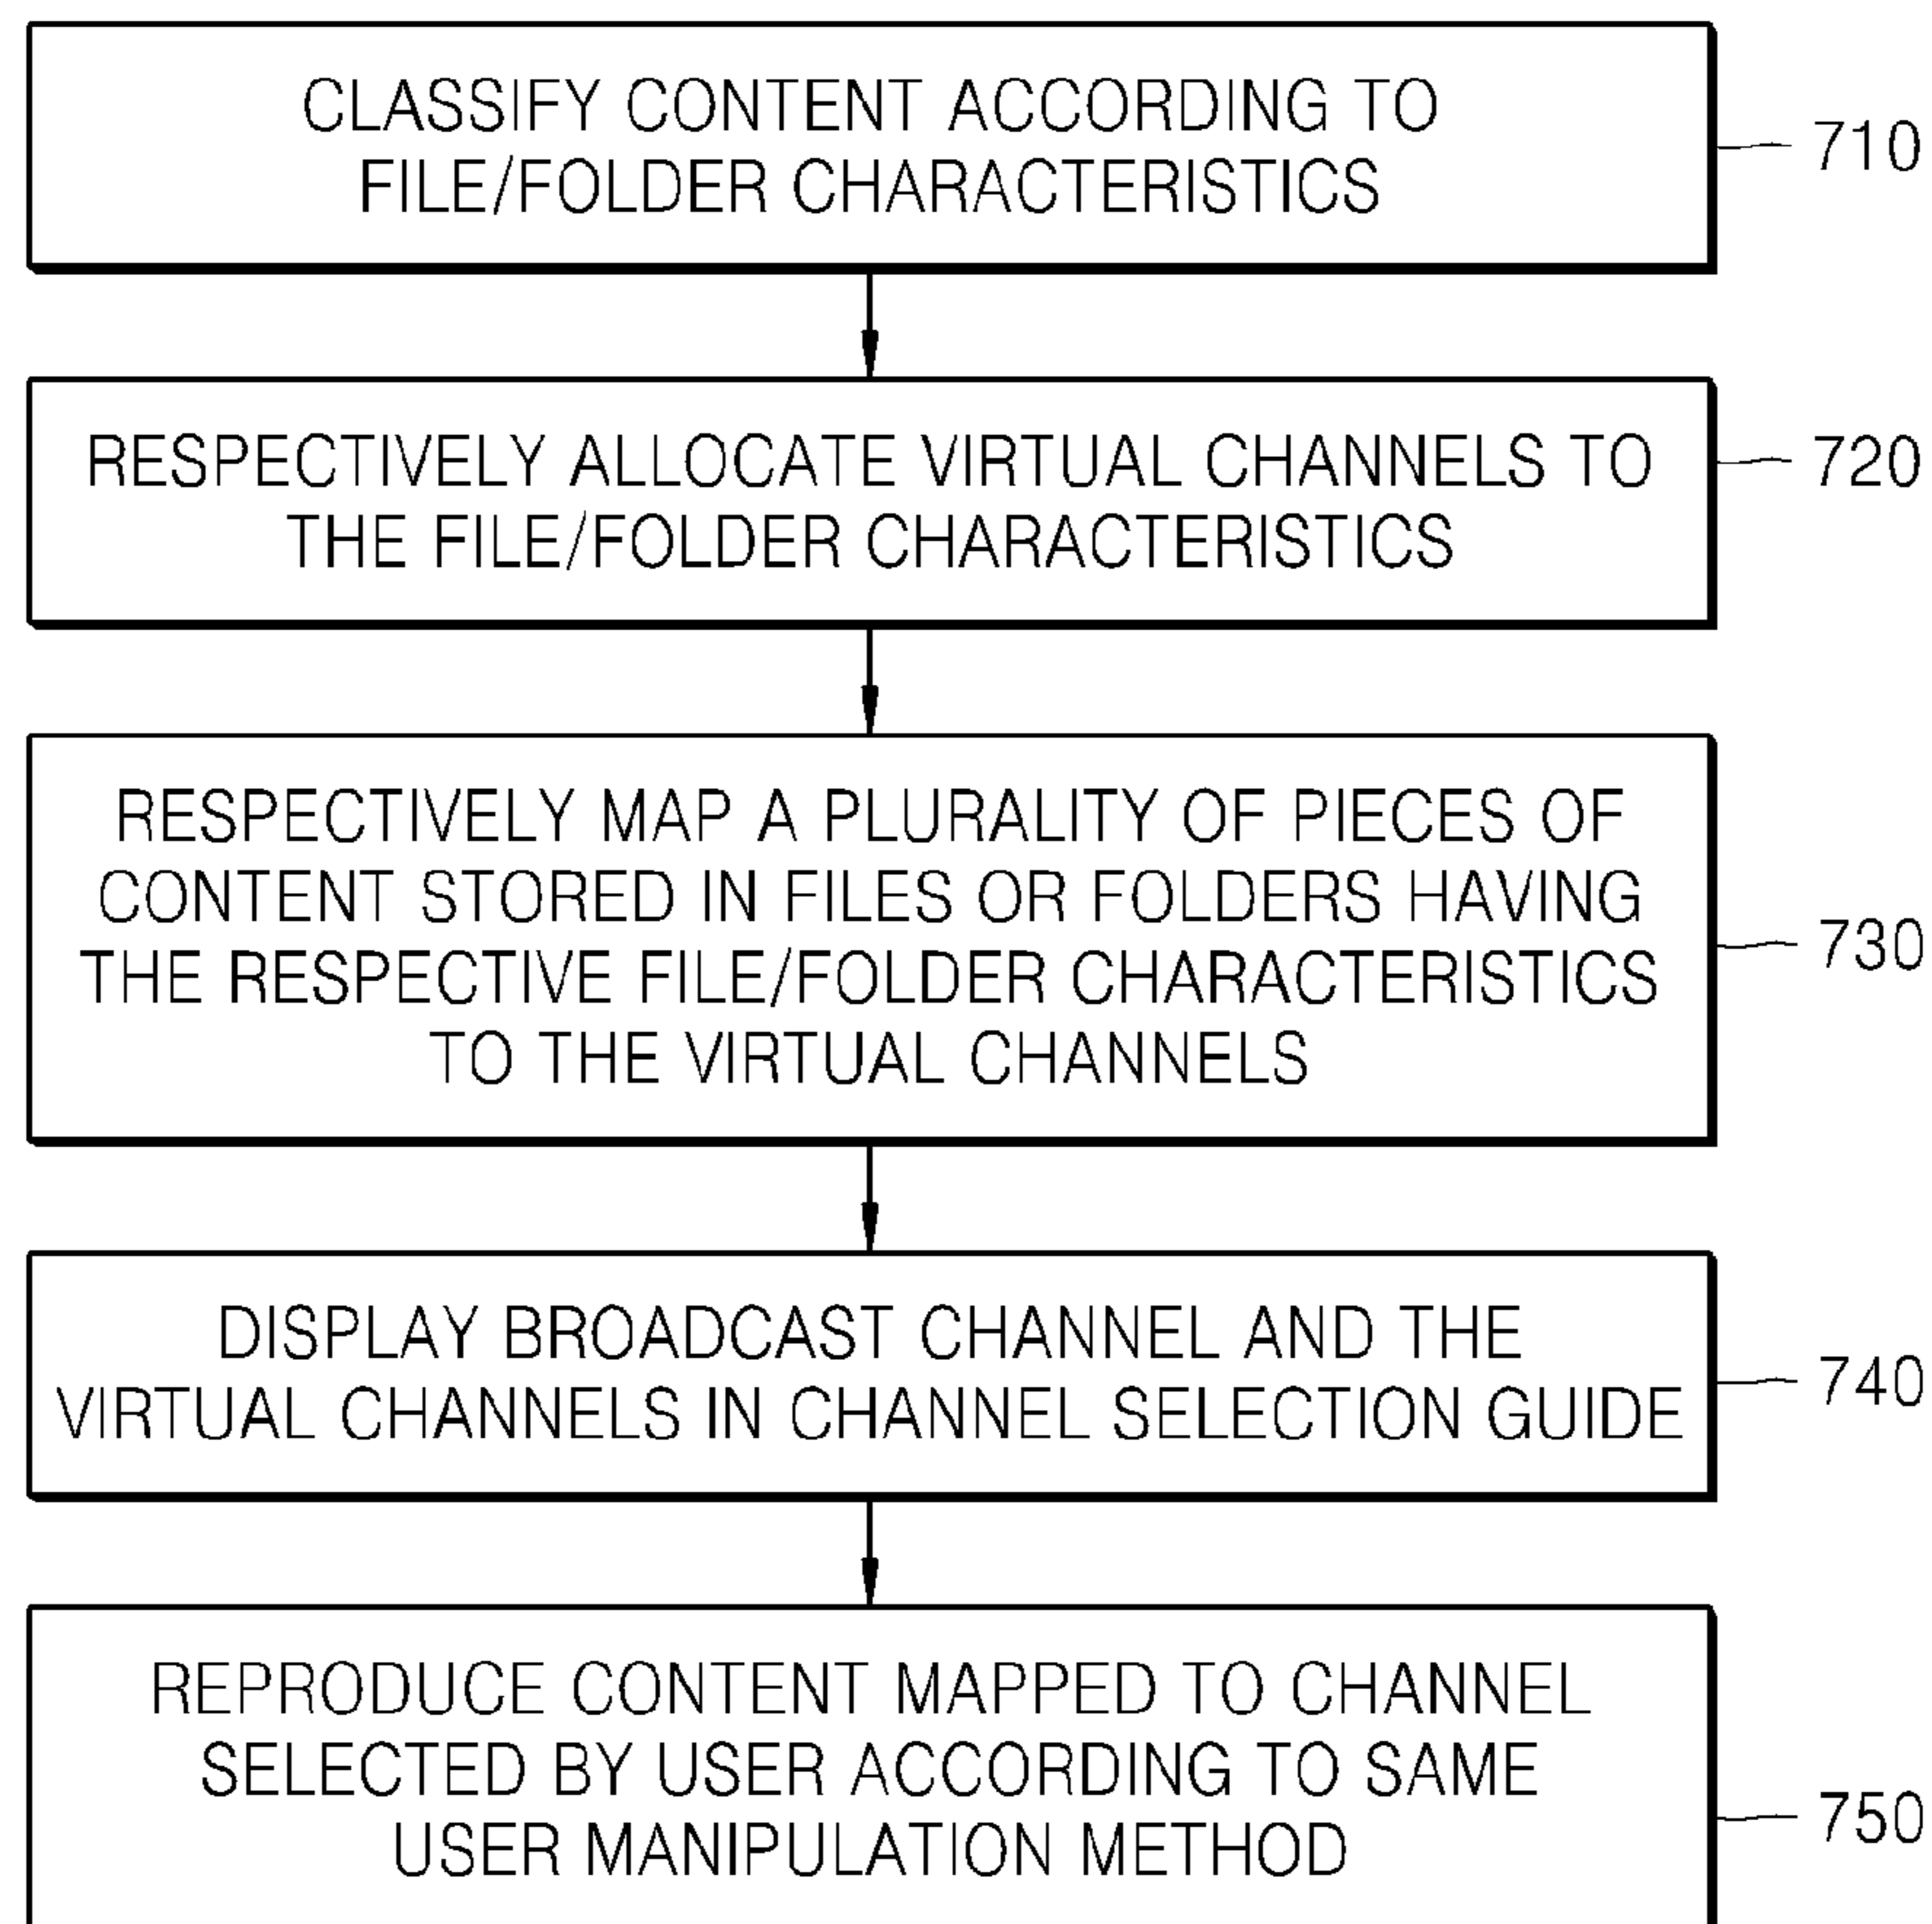 CLASSIFY CONTENT ACCORDING TO
FILE/FOLDER CHARACTERISTICS
710
RESPECTIVELY ALLOCATE VIRTUAL CHANNELS TO
THE FILE/FOLDER CHARACTERISTICS
720
RESPECTIVELY MAP A PLURALITY OF PIECES OF
CONTENT STORED IN FILES OR FOLDERS HAVING
THE RESPECTIVE FILE/FOLDER CHARACTERISTICS
TO THE VIRTUAL CHANNELS
730
DISPLAY BROADCAST CHANNEL AND THE
VIRTUAL CHANNELS IN CHANNEL SELECTION GUIDE
740
REPRODUCE CONTENT MAPPED TO CHANNEL
SELECTED BY USER ACCORDING TO SAME
USER MANIPULATION METHOD
750